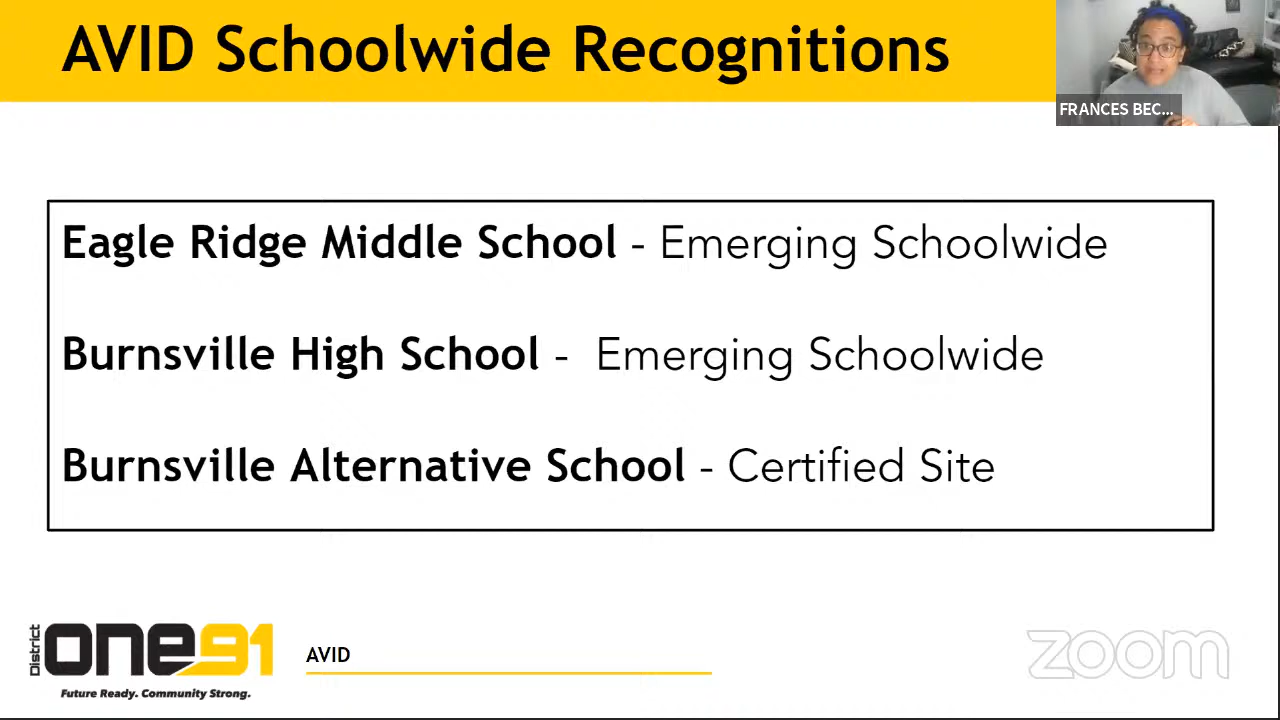 AVID Schoolwide Recognitions
FRANCES BEC...
Eagle Ridge Middle School - Emerging Schoolwide
Burnsville High School - Emerging Schoolwide
Burnsville Alternative School - Certified Site
District one91
Future Ready. Community Strong.
AVID
zoom